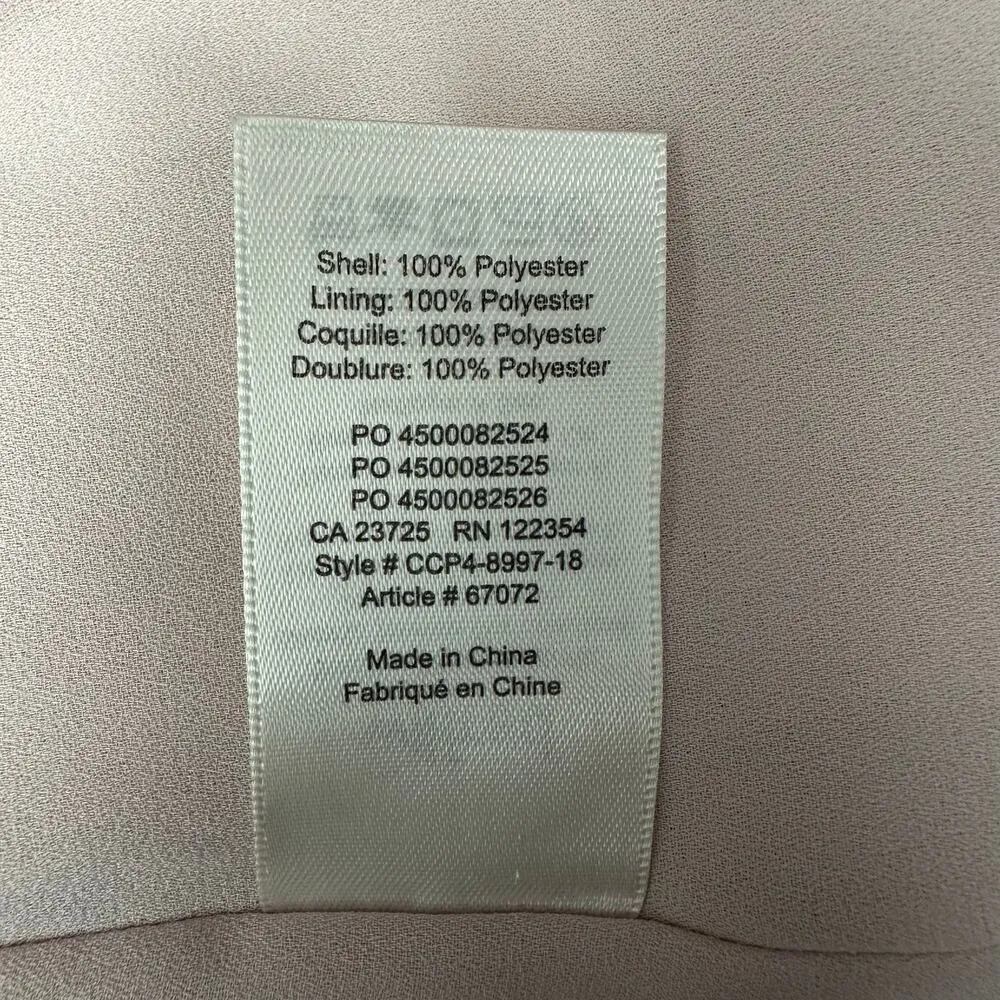 Shell: 100% Polyester
Lining: 100% Polyester
Coquille: 100% Polyester
Doublure: 100% Polyester
PO 4500082524
PO 4500082525
PO 4500082526
CA 23725 RN 122354
Style # CCP4-8997-18
Article # 67072
Made in China
Fabriqué en Chine